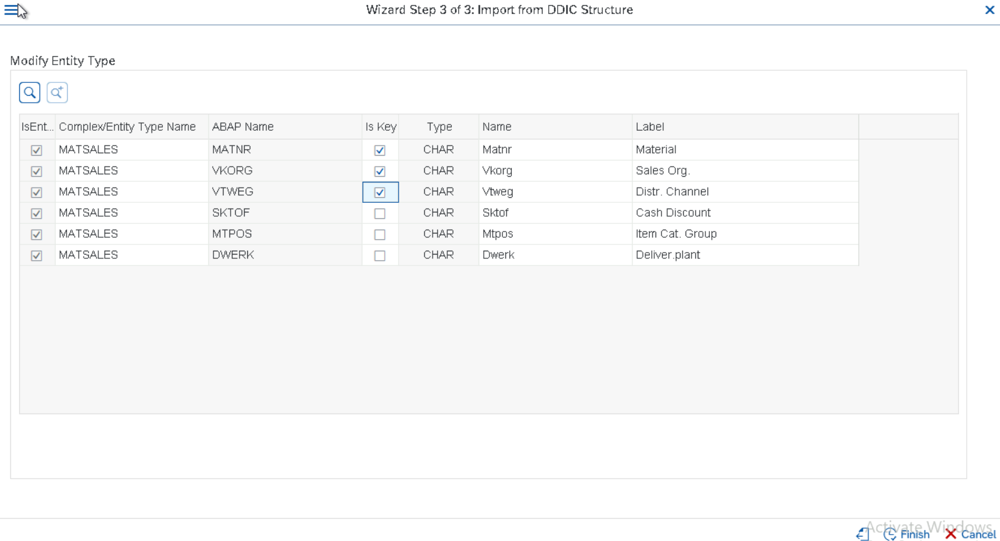 Wizard Step 3 of 3: Import from DDIC Structure
Modify Entity Type
IsEnt... Complex/Entity Type Name ABAP Name Is Key Type Name Label
MATSALES MATNR CHAR Matnr Material
MATSALES VKORG CHAR Vkorg Sales Org.
MATSALES VTWEG CHAR Vtweg Distr. Channel
MATSALES SKTOF CHAR Sktof Cash Discount
MATSALES MTPOS CHAR Mtpos Item Cat. Group
MATSALES DWERK CHAR Dwerk Deliver.plant
Activate Windows
Finish Cancel